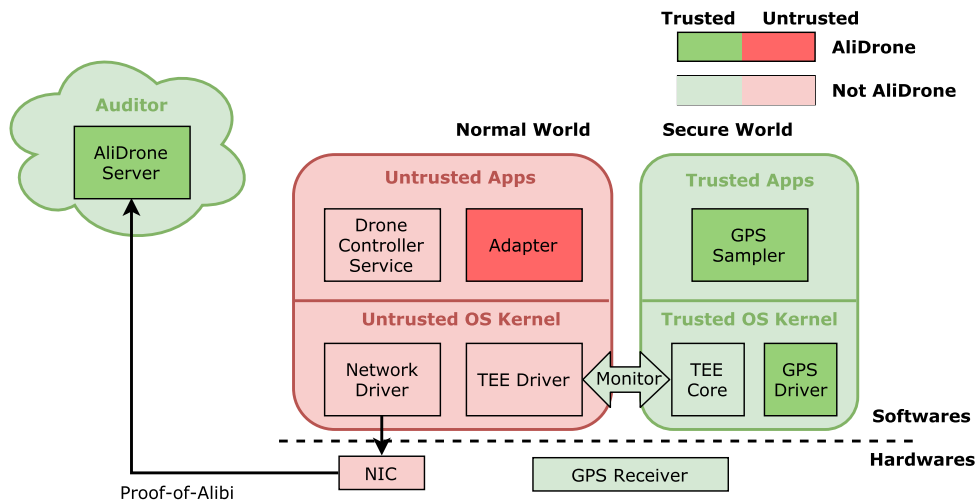 Trusted Untrusted
AliDrone
Not AliDrone
Auditor
AliDrone
Server
Normal World
Secure World
Untrusted Apps
Drone
Controller
Service
Adapter
Untrusted OS Kernel
Network
Driver
TEE Driver
Monitor
Trusted Apps
GPS
Sampler
Trusted OS Kernel
TEE
Core
GPS
Driver
Softwares
Hardwares
NIC
GPS Receiver
Proof-of-Alibi